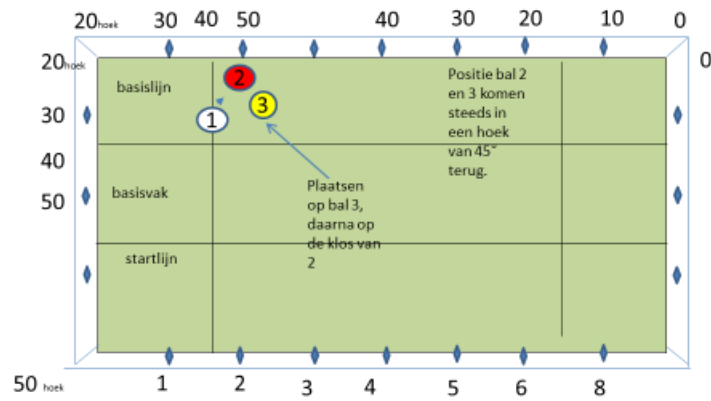 20hoek 30 40 50 40 30 20 10 0
20hoek 0
basislijn
2
3
1
30
40
50
Positie bal 2
en 3 komen
steeds in
een hoek
van 45°
terug.
basisvak
Plaatsen
op bal 3,
daarna op
de klos van
2
startlijn
50 hoek 1 2 3 4 5 6 8